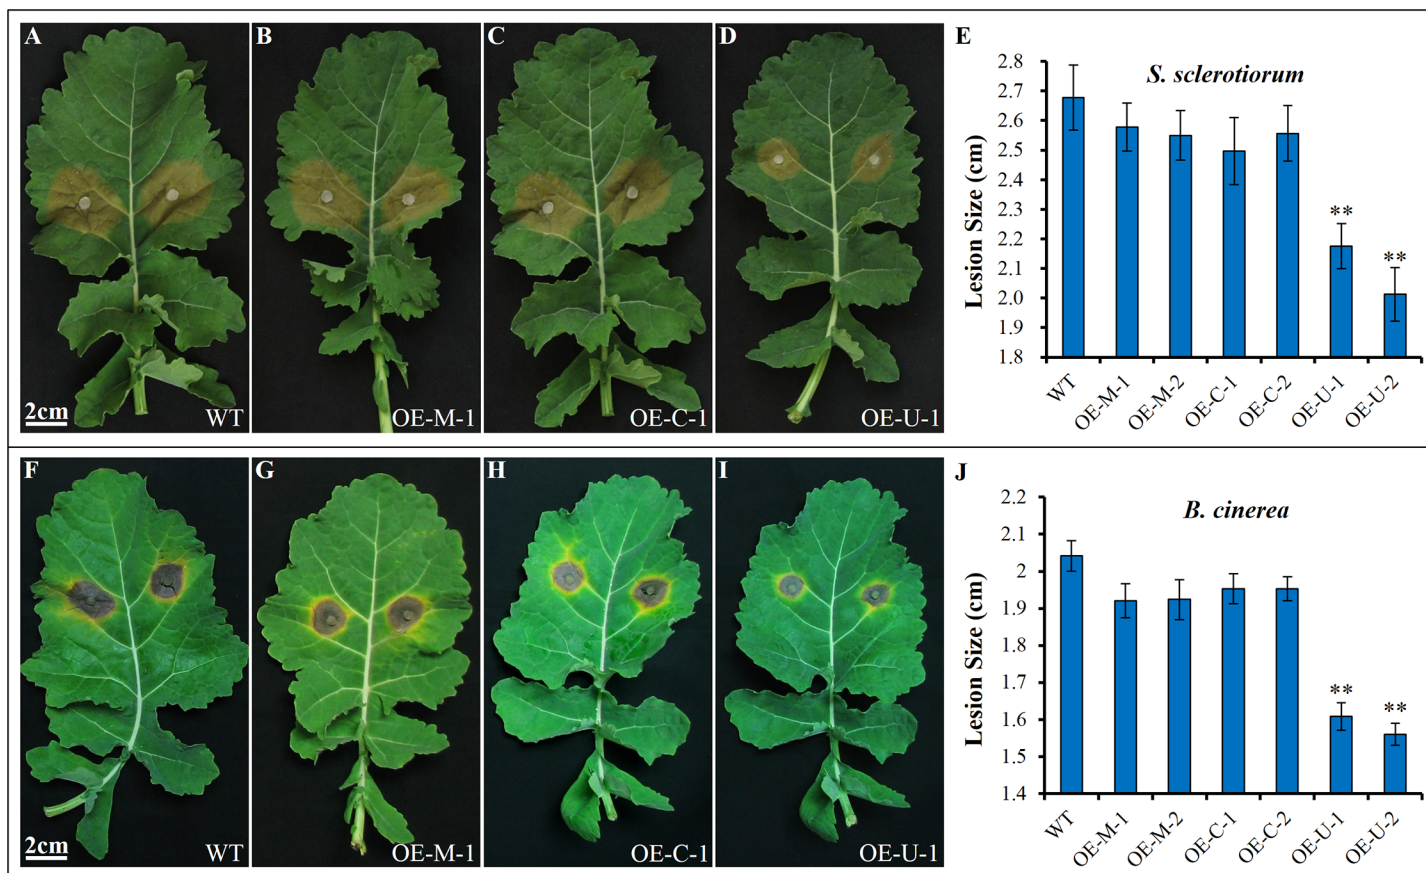 A
B
C
D
WT
OE-M-1
OE-C-1
OE-U-1
2cm
E
S. sclerotiorum
Lesion Size (cm)
2.8
2.7
2.6
2.5
2.4
2.3
2.2
2.1
2.0
1.9
1.8
**
**
WT
OE-M-1
OE-M-2
OE-C-1
OE-C-2
OE-U-1
OE-U-2
F
G
H
I
WT
OE-M-1
OE-C-1
OE-U-1
2cm
J
B. cinerea
Lesion Size (cm)
2.2
2.1
2
1.9
1.8
1.7
1.6
1.5
1.4
**
**
WT
OE-M-1
OE-M-2
OE-C-1
OE-C-2
OE-U-1
OE-U-2